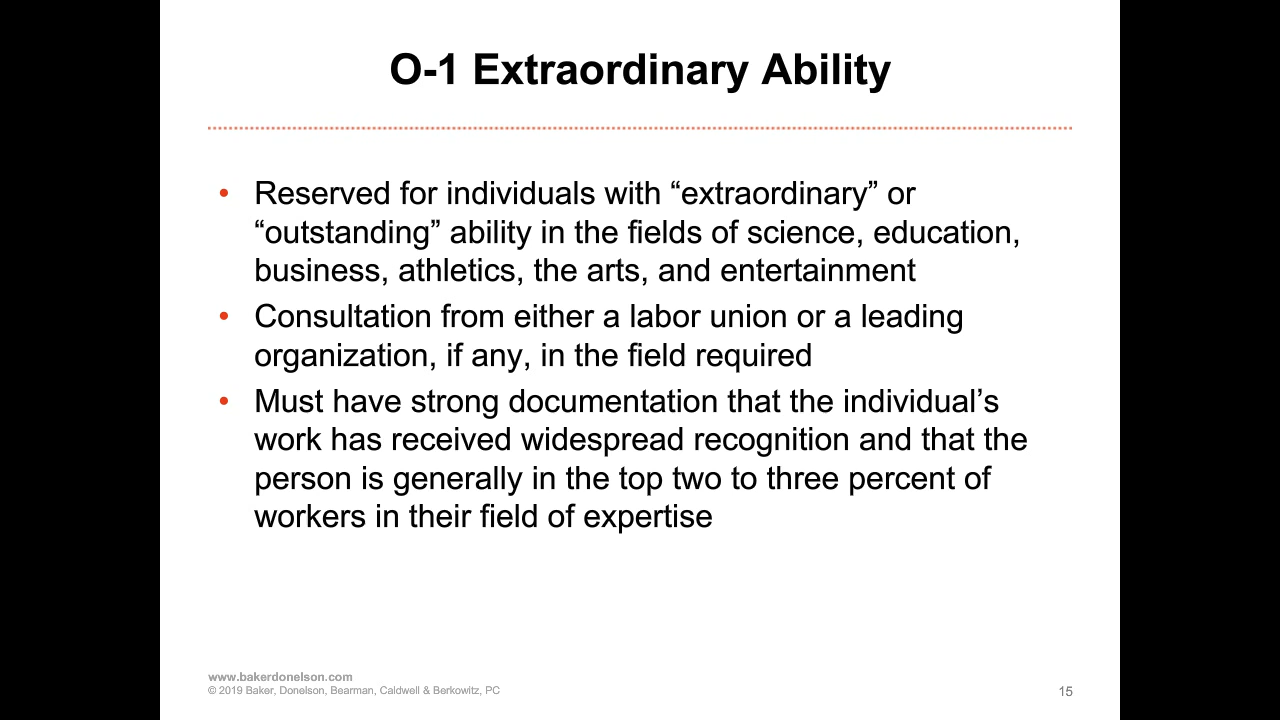 O-1 Extraordinary Ability
• Reserved for individuals with “extraordinary” or
“outstanding” ability in the fields of science, education,
business, athletics, the arts, and entertainment
• Consultation from either a labor union or a leading
organization, if any, in the field required
• Must have strong documentation that the individual’s
work has received widespread recognition and that the
person is generally in the top two to three percent of
workers in their field of expertise
www.bakerdonelson.com
© 2019 Baker, Donelson, Bearman, Caldwell & Berkowitz, PC
15